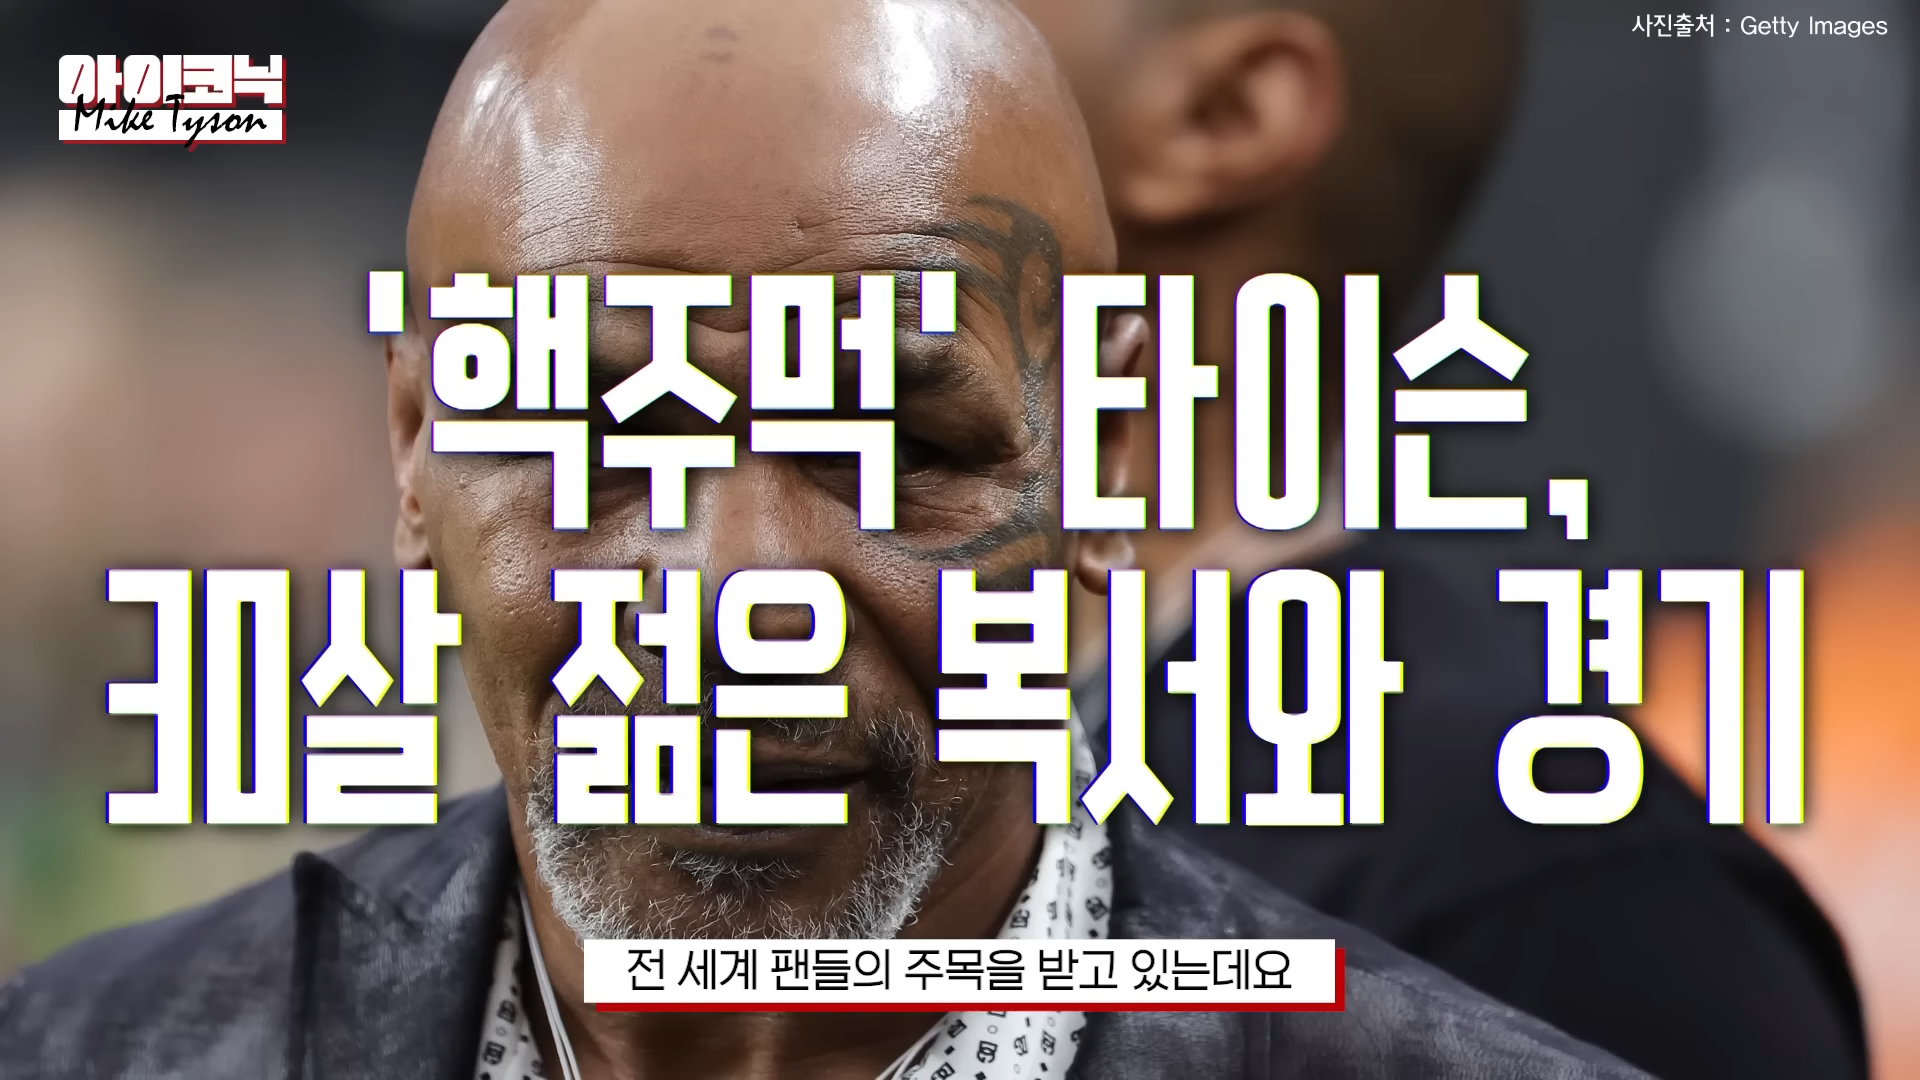 사진출처 : Getty Images
아이코닉
Mike Tyson
'핵주먹' 타이슨,
30살 젊은 복서와 경기
전 세계 팬들의 주목을 받고 있는데요